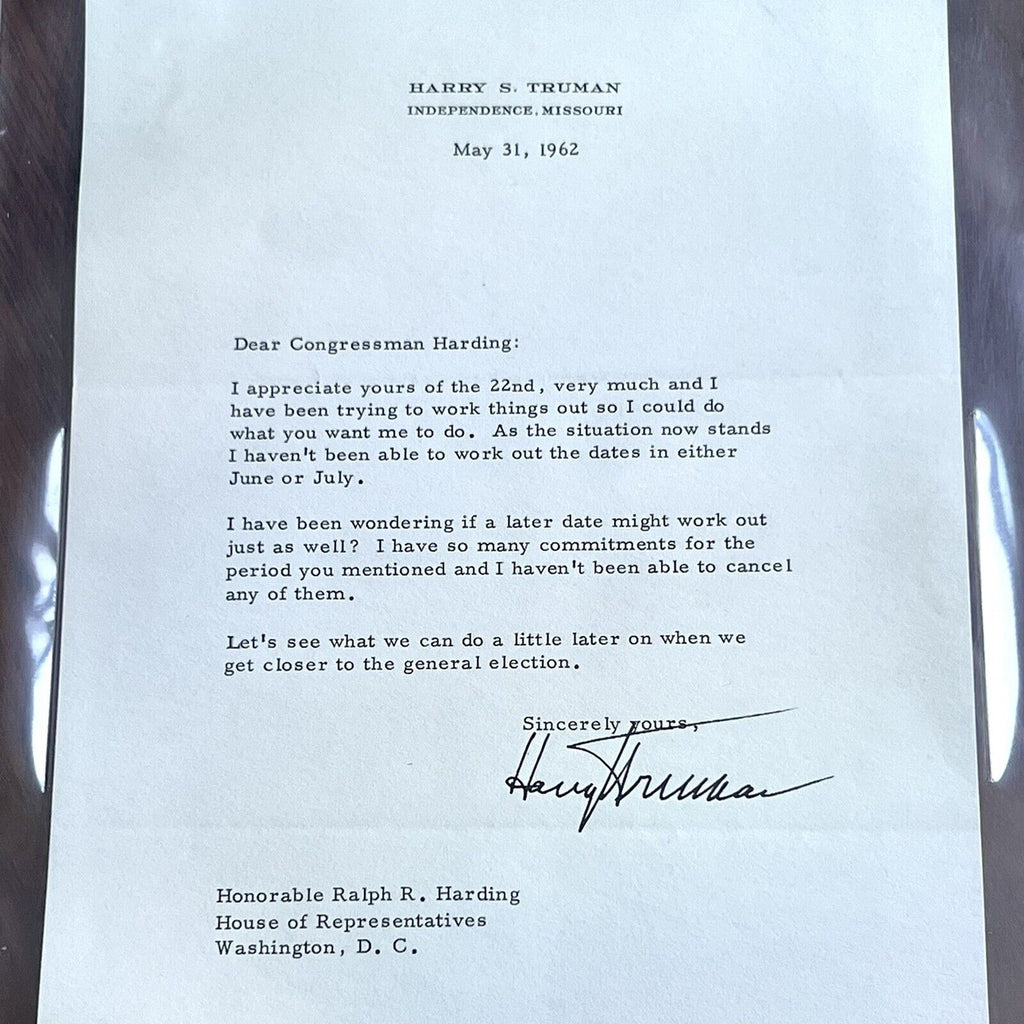 HARRY S. TRUMAN
INDEPENDENCE, MISSOURI
May 31, 1962
Dear Congressman Harding:
I appreciate yours of the 22nd, very much and I
have been trying to work things out so I could do
what you want me to do. As the situation now stands
I haven't been able to work out the dates in either
June or July.
I have been wondering if a later date might work out
just as well? I have so many commitments for the
period you mentioned and I haven't been able to cancel
any of them.
Let's see what we can do a little later on when we
get closer to the general election.
Sincerely yours,
Harry Truman
Honorable Ralph R. Harding
House of Representatives
Washington, D. C.